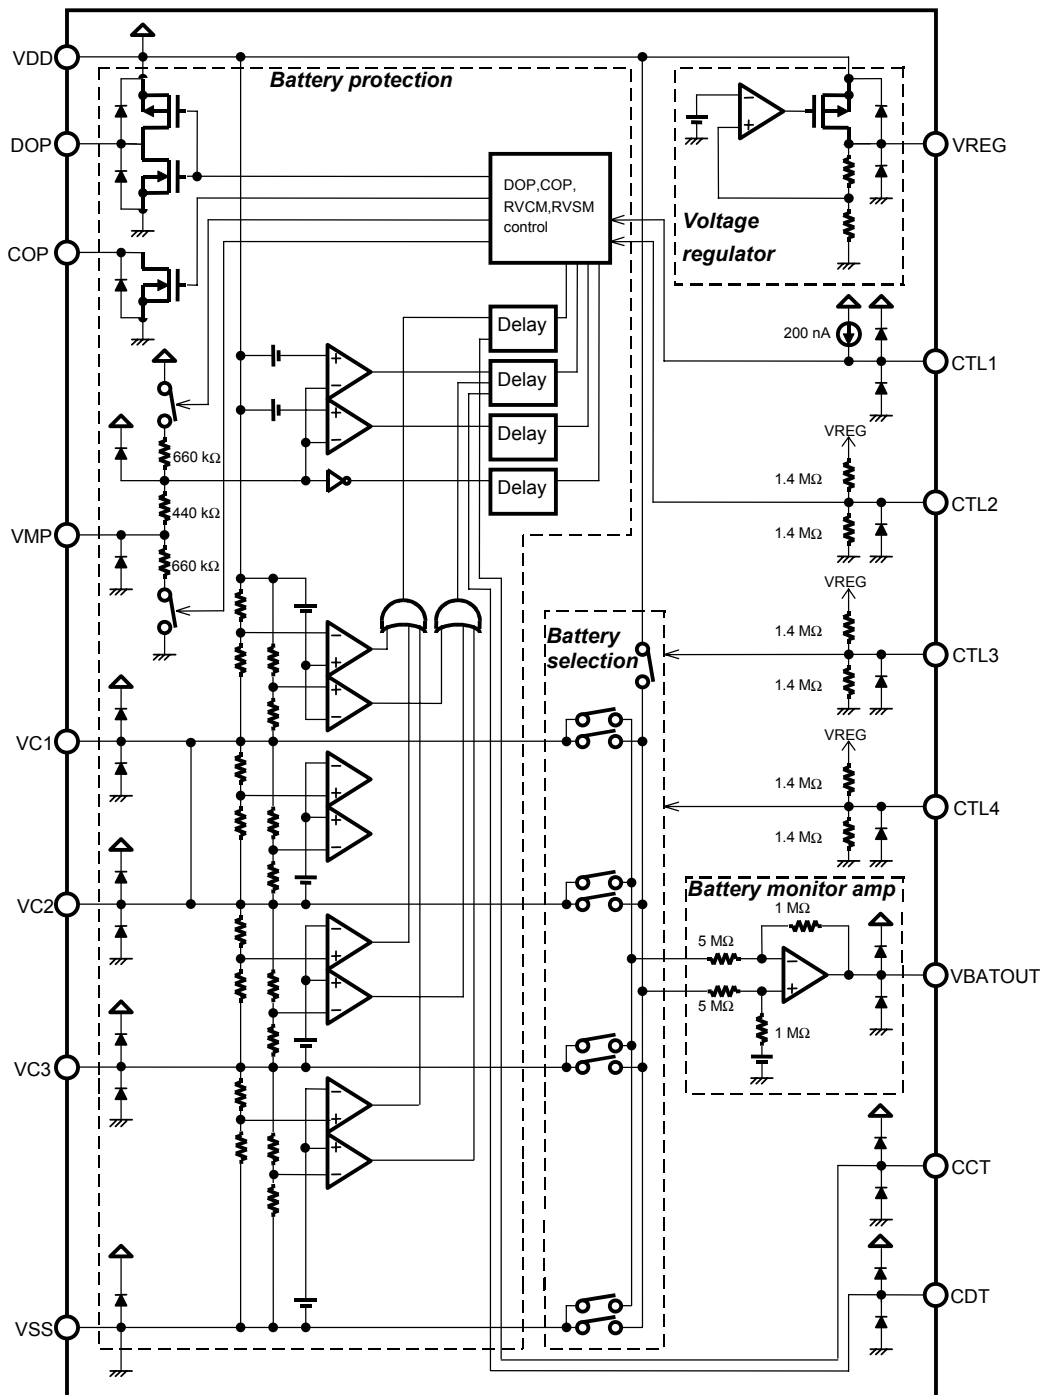 VDD
Battery protection
DOP
VREG
DOP,COP,
RVCM,RVSM
control
Voltage
regulator
COP
Delay
200 nA
CTL1
Delay
VREG
Delay
660 kΩ
1.4 MΩ
Delay
CTL2
440 kΩ
VMP
1.4 MΩ
660 kΩ
VREG
1.4 MΩ
Battery
selection
CTL3
1.4 MΩ
VC1
VREG
1.4 MΩ
CTL4
1.4 MΩ
Battery monitor amp
VC2
1 MΩ
5 MΩ
VBATOUT
5 MΩ
1 MΩ
VC3
CCT
CDT
VSS